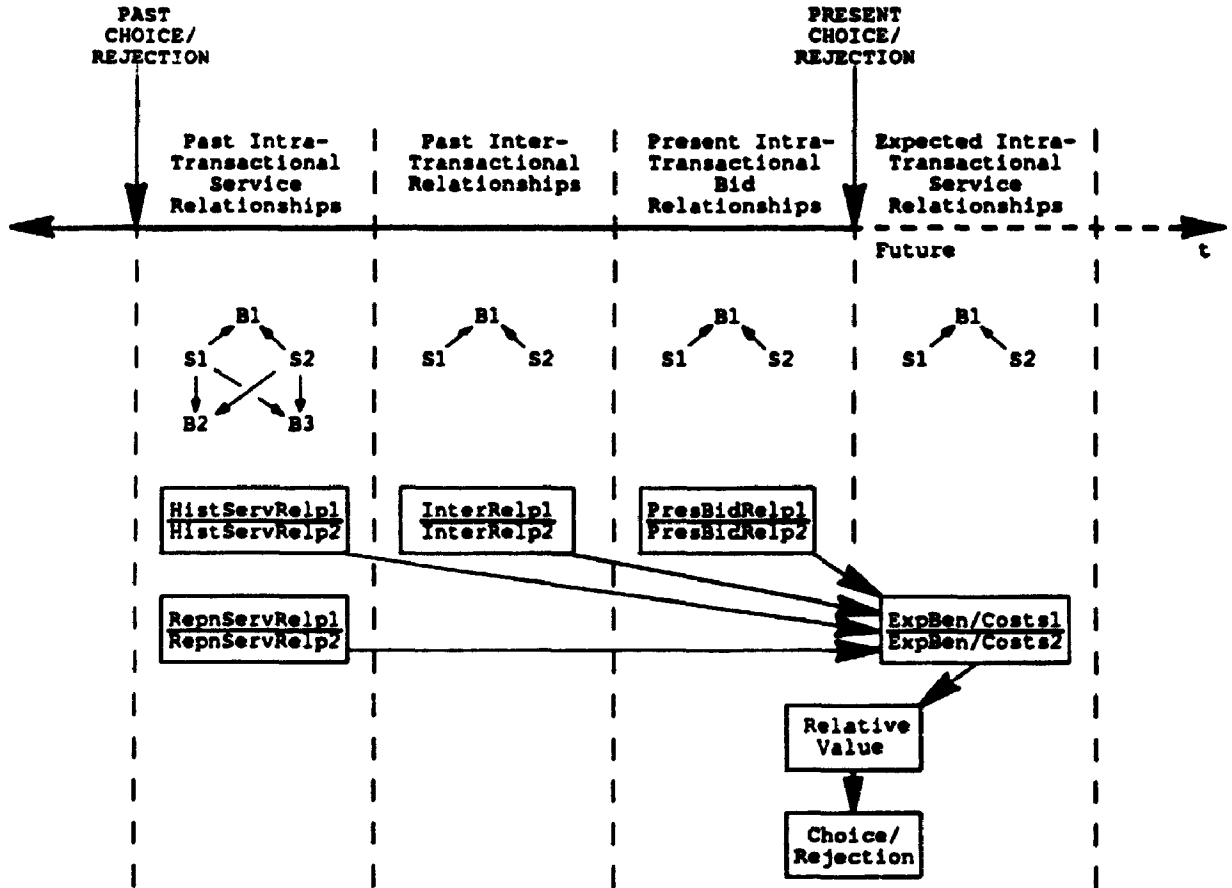 PAST
CHOICE/
REJECTION
PRESENT
CHOICE/
REJECTION
Past Intra-
Transactional
Service
Relationships
Past Inter-
Transactional
Relationships
Present Intra-
Transactional
Bid
Relationships
Expected Intra-
Transactional
Service
Relationships
Future
t
B1
S1 S2
B2 B3
B1
S1 S2
B1
S1 S2
B1
S1 S2
HistServRelp1
HistServRelp2
InterRelp1
InterRelp2
PresBidRelp1
PresBidRelp2
RepnServRelp1
RepnServRelp2
ExpBen/Costs1
ExpBen/Costs2
Relative
Value
Choice/
Rejection